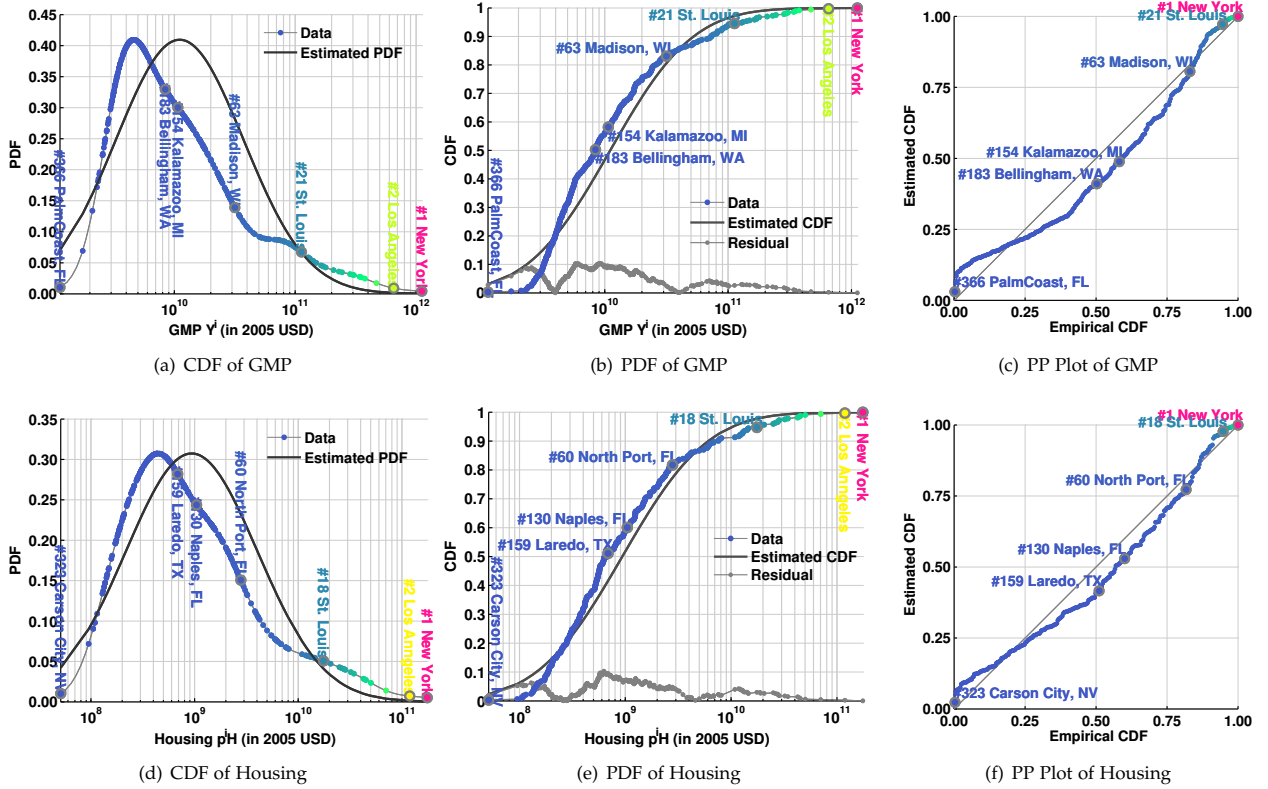 PDF
0.40
0.35
0.30
0.25
0.20
0.15
0.10
0.05
0.00
Data
Estimated PDF
#366 PalmCoast, FL
#183 Bellingham, WA
#154 Kalamazoo, MI
#63 Madison, WI
#21 St. Louis
#2 Los Angeles
#1 New York
10^10
10^11
10^12
GMP Y^i (in 2005 USD)
(a) CDF of GMP
CDF
1
0.9
0.8
0.7
0.6
0.5
0.4
0.3
0.2
0.1
0
#21 St. Louis
#63 Madison, WI
#154 Kalamazoo, MI
#183 Bellingham, WA
#366 PalmCoast, FL
#2 Los Angeles
#1 New York
Data
Estimated CDF
Residual
10^10
10^11
10^12
GMP Y^i (in 2005 USD)
(b) PDF of GMP
Estimated CDF
1.00
0.75
0.50
0.25
0.00
#1 New York
#21 St. Louis
#63 Madison, WI
#154 Kalamazoo, MI
#183 Bellingham, WA
#366 PalmCoast, FL
0.00
0.25
0.50
0.75
1.00
Empirical CDF
(c) PP Plot of GMP
PDF
0.35
0.30
0.25
0.20
0.15
0.10
0.05
0.00
Data
Estimated PDF
#323 Carson City, NV
#159 Laredo, TX
#130 Naples, FL
#60 North Port, FL
#18 St. Louis
#2 Los Anngeles
#1 New York
10^8
10^9
10^10
10^11
Housing pH^i (in 2005 USD)
(d) CDF of Housing
CDF
1
0.9
0.8
0.7
0.6
0.5
0.4
0.3
0.2
0.1
0
#18 St. Louis
#60 North Port, FL
#130 Naples, FL
#159 Laredo, TX
#323 Carson City, NV
#2 Los Anngeles
#1 New York
Data
Estimated CDF
Residual
10^8
10^9
10^10
10^11
Housing pH^i (in 2005 USD)
(e) PDF of Housing
Estimated CDF
1.00
0.75
0.50
0.25
0.00
#1 New York
#18 St. Louis
#60 North Port, FL
#130 Naples, FL
#159 Laredo, TX
#323 Carson City, NV
0.00
0.25
0.50
0.75
1.00
Empirical CDF
(f) PP Plot of Housing